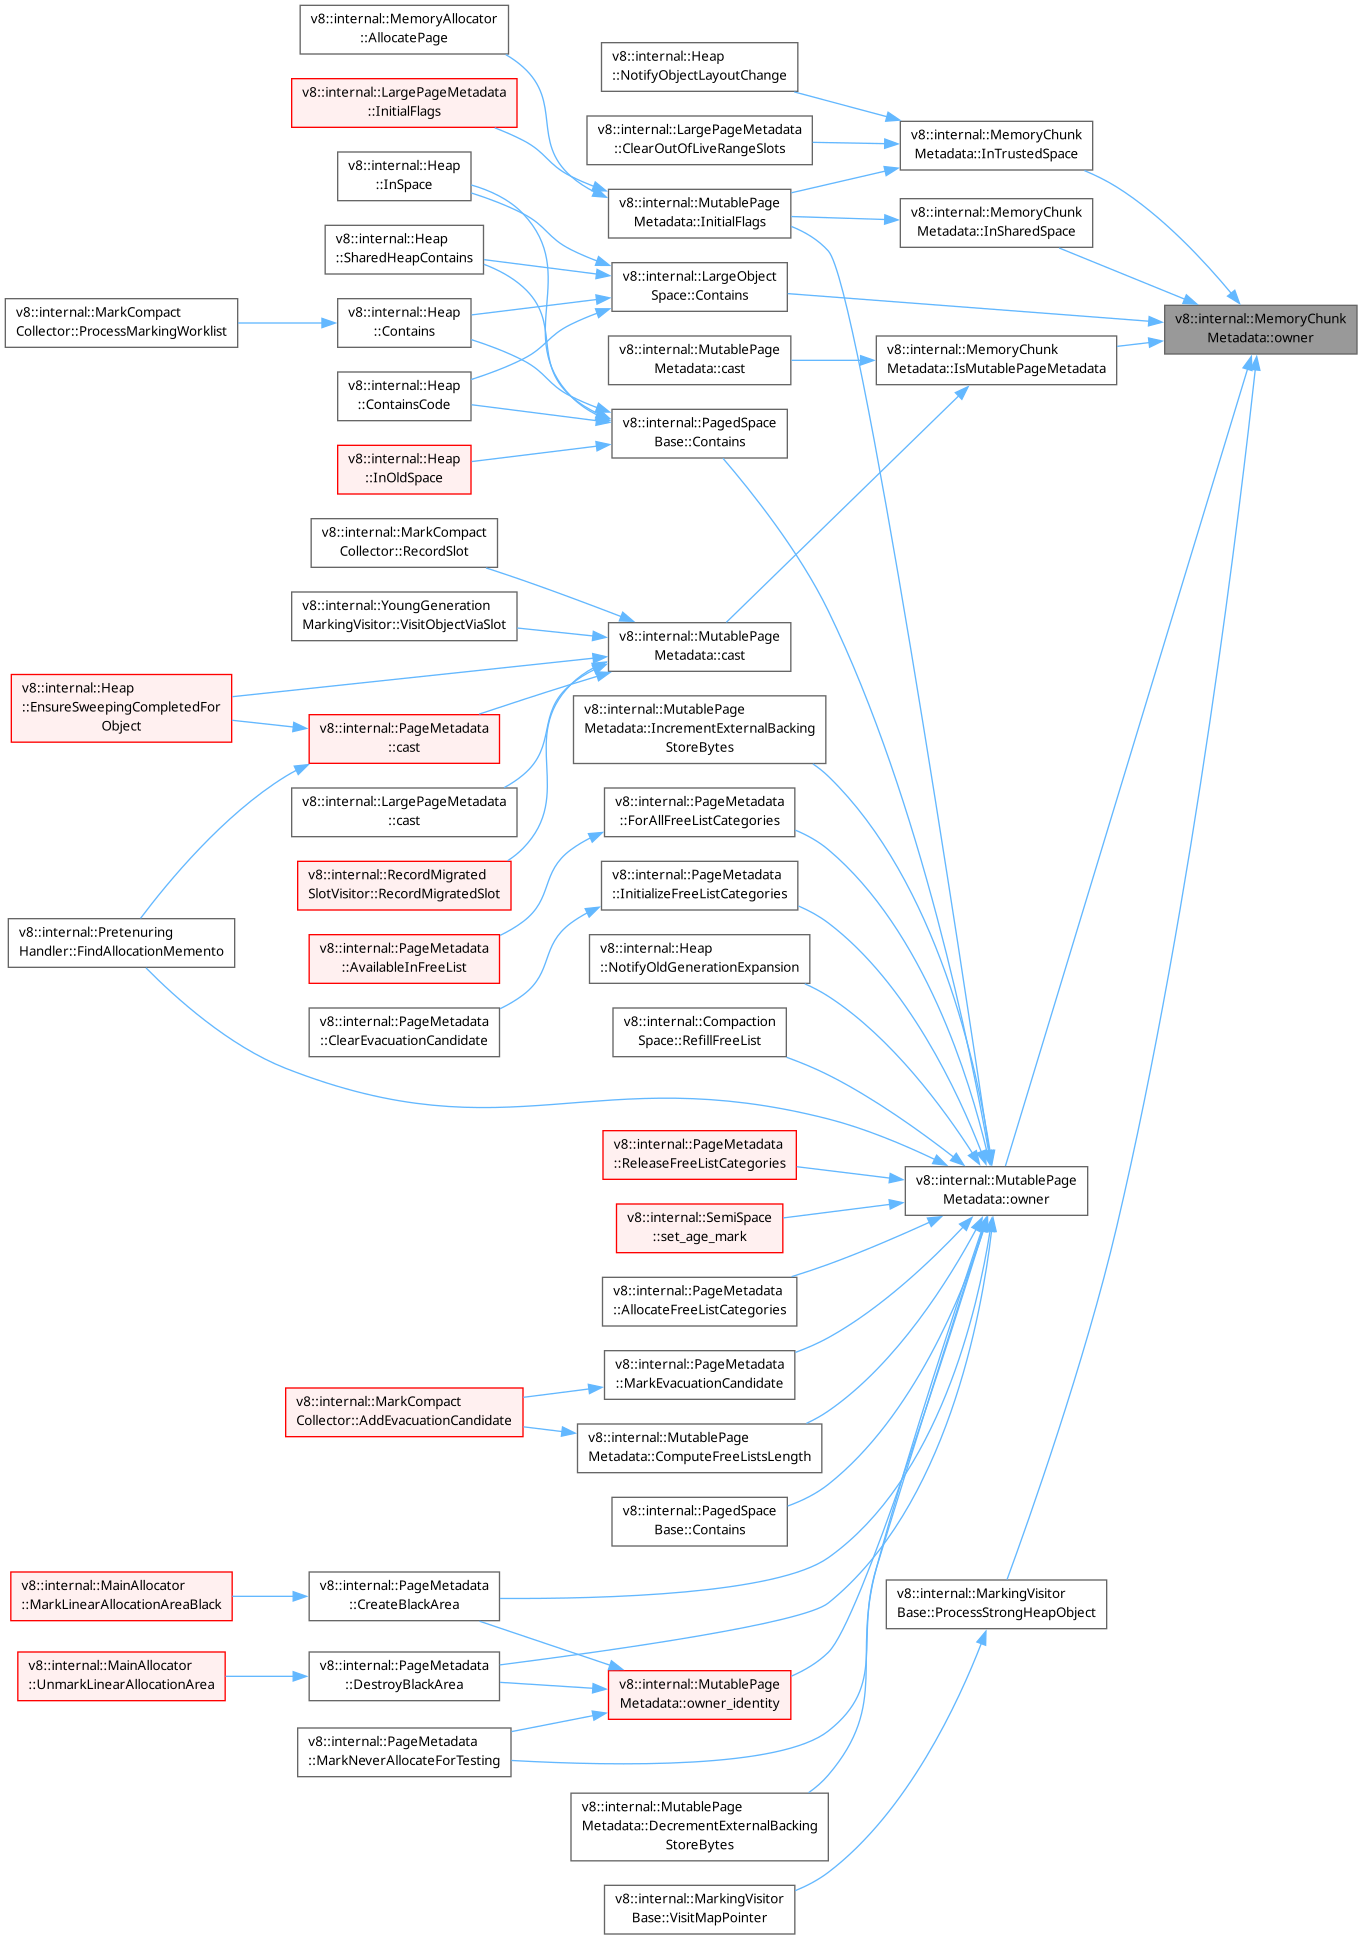 v8::internal::MemoryAllocator
::AllocatePage
v8::internal::Heap
::NotifyObjectLayoutChange
v8::internal::LargePageMetadata
::InitialFlags
v8::internal::LargePageMetadata
::ClearOutOfLiveRangeSlots
v8::internal::MemoryChunk
Metadata::InTrustedSpace
v8::internal::Heap
::InSpace
v8::internal::MutablePage
Metadata::InitialFlags
v8::internal::MemoryChunk
Metadata::InSharedSpace
v8::internal::Heap
::SharedHeapContains
v8::internal::LargeObject
Space::Contains
v8::internal::MarkCompact
Collector::ProcessMarkingWorklist
v8::internal::Heap
::Contains
v8::internal::MemoryChunk
Metadata::owner
v8::internal::MutablePage
Metadata::cast
v8::internal::MemoryChunk
Metadata::IsMutablePageMetadata
v8::internal::Heap
::ContainsCode
v8::internal::PagedSpace
Base::Contains
v8::internal::Heap
::InOldSpace
v8::internal::MarkCompact
Collector::RecordSlot
v8::internal::YoungGeneration
MarkingVisitor::VisitObjectViaSlot
v8::internal::MutablePage
Metadata::cast
v8::internal::Heap
::EnsureSweepingCompletedFor
Object
v8::internal::PageMetadata
::cast
v8::internal::MutablePage
Metadata::IncrementExternalBacking
StoreBytes
v8::internal::LargePageMetadata
::cast
v8::internal::PageMetadata
::ForAllFreeListCategories
v8::internal::RecordMigrated
SlotVisitor::RecordMigratedSlot
v8::internal::PageMetadata
::InitializeFreeListCategories
v8::internal::Pretenuring
Handler::FindAllocationMemento
v8::internal::PageMetadata
::AvailableInFreeList
v8::internal::Heap
::NotifyOldGenerationExpansion
v8::internal::PageMetadata
::ClearEvacuationCandidate
v8::internal::Compaction
Space::RefillFreeList
v8::internal::PageMetadata
::ReleaseFreeListCategories
v8::internal::MutablePage
Metadata::owner
v8::internal::SemiSpace
::set_age_mark
v8::internal::PageMetadata
::AllocateFreeListCategories
v8::internal::PageMetadata
::MarkEvacuationCandidate
v8::internal::MarkCompact
Collector::AddEvacuationCandidate
v8::internal::MutablePage
Metadata::ComputeFreeListsLength
v8::internal::PagedSpace
Base::Contains
v8::internal::MainAllocator
::MarkLinearAllocationAreaBlack
v8::internal::PageMetadata
::CreateBlackArea
v8::internal::MarkingVisitor
Base::ProcessStrongHeapObject
v8::internal::MainAllocator
::UnmarkLinearAllocationArea
v8::internal::PageMetadata
::DestroyBlackArea
v8::internal::MutablePage
Metadata::owner_identity
v8::internal::PageMetadata
::MarkNeverAllocateForTesting
v8::internal::MutablePage
Metadata::DecrementExternalBacking
StoreBytes
v8::internal::MarkingVisitor
Base::VisitMapPointer